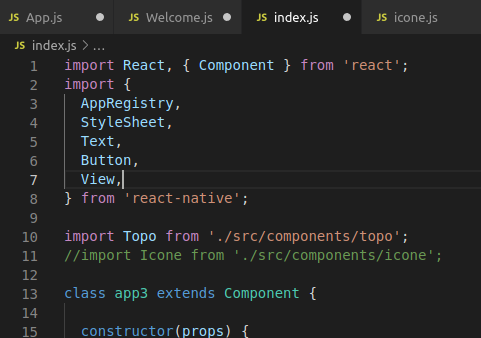 JS App.js
JS Welcome.js
JS index.js
JS icone.js
JS index.js > ...
1 import React, { Component } from 'react';
2 import {
3 AppRegistry,
4 StyleSheet,
5 Text,
6 Button,
7 View,
8 } from 'react-native';
9
10 import Topo from './src/components/topo';
11 //import Icone from './src/components/icone';
12
13 class app3 extends Component {
14
15 constructor(props) {